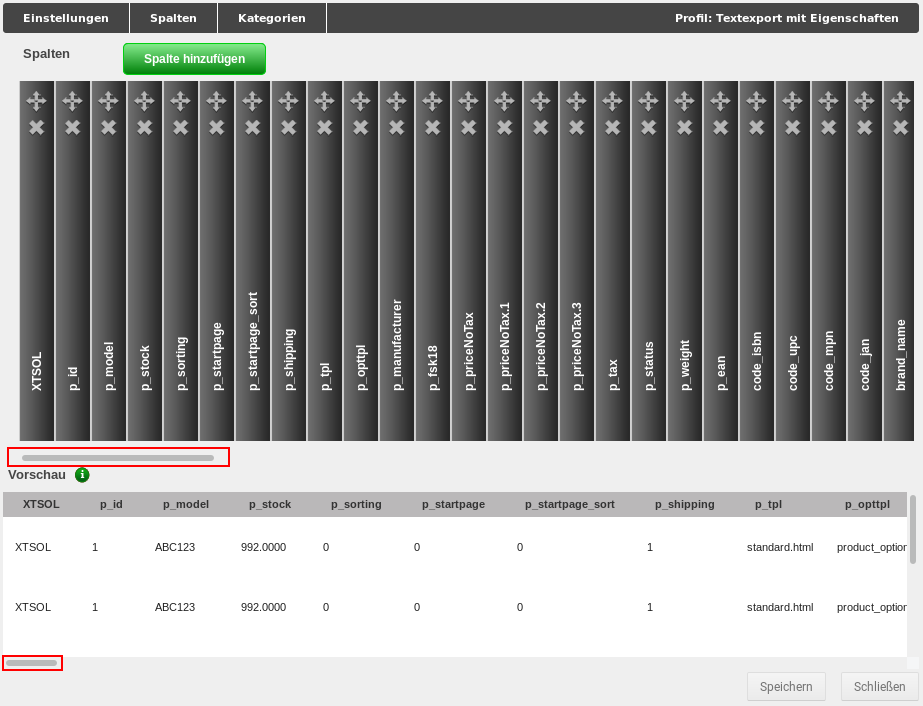 Einstellungen Spalten Kategorien Profil: Textexport mit Eigenschaften
Spalten Spalte hinzufügen
XTSOL p_id p_model p_stock p_sorting p_startpage p_startpage_sort p_shipping p_tpl p_opttpl p_manufacturer p_fsk18 p_priceNoTax p_priceNoTax.1 p_priceNoTax.2 p_priceNoTax.3 p_tax p_status p_weight p_ean code_isbn code_upc code_mpn code_jan brand_name
Vorschau i
XTSOL p_id p_model p_stock p_sorting p_startpage p_startpage_sort p_shipping p_tpl p_opttpl
XTSOL 1 ABC123 992.0000 0 0 0 1 standard.html product_option
XTSOL 1 ABC123 992.0000 0 0 0 1 standard.html product_option
Speichern Schließen